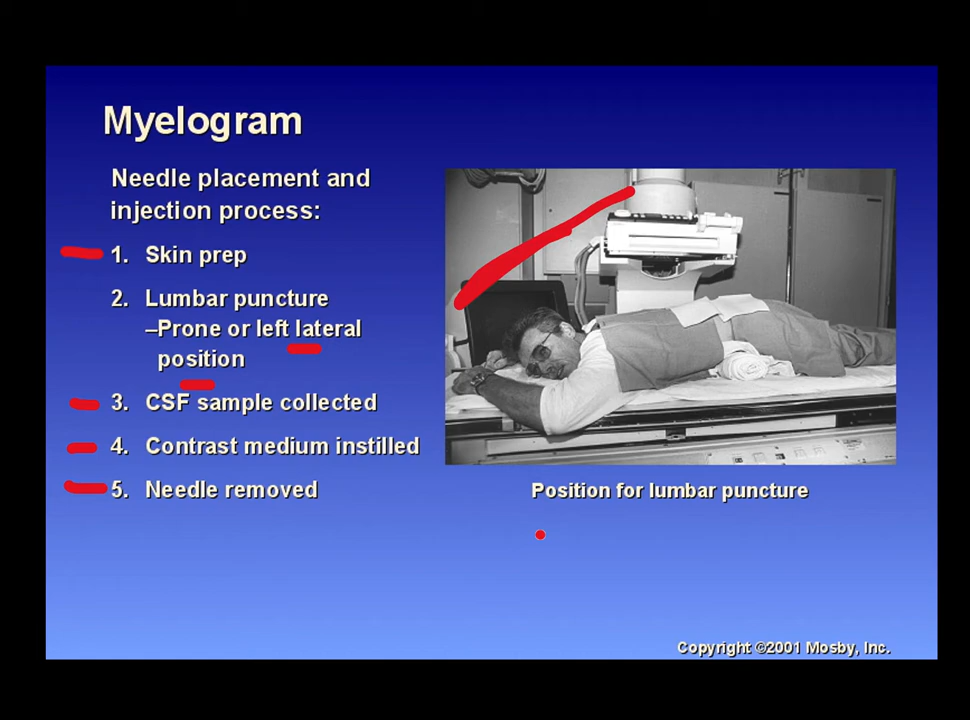 Myelogram
Needle placement and
injection process:
1. Skin prep
2. Lumbar puncture
–Prone or left lateral
position
3. CSF sample collected
4. Contrast medium instilled
5. Needle removed
Position for lumbar puncture
Copyright ©2001 Mosby, Inc.